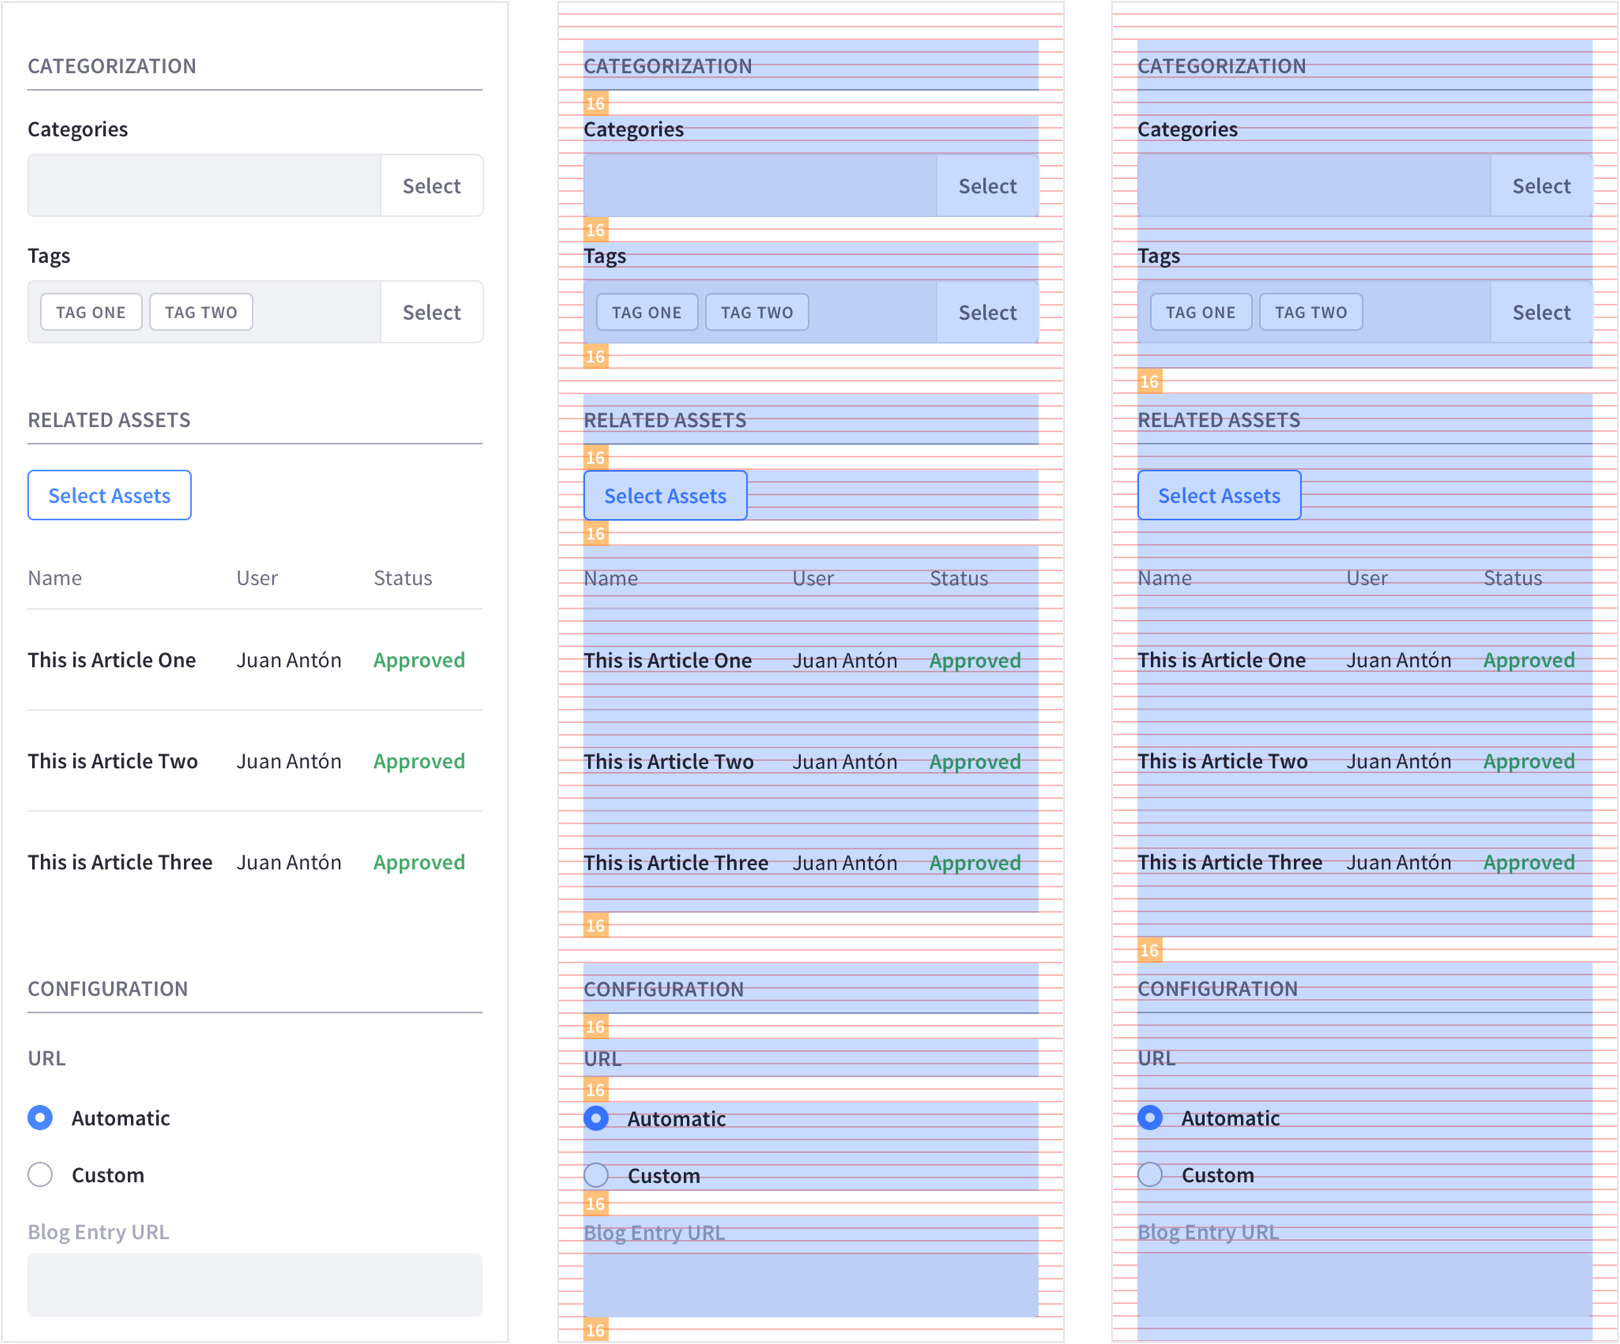 CATEGORIZATION
Categories
Select
Tags
TAG ONE TAG TWO Select
RELATED ASSETS
Select Assets
Name User Status
This is Article One Juan Antón Approved
This is Article Two Juan Antón Approved
This is Article Three Juan Antón Approved
CONFIGURATION
URL
Automatic
Custom
Blog Entry URL
CATEGORIZATION
16
Categories
Select
16
Tags
TAG ONE TAG TWO Select
16
RELATED ASSETS
16
Select Assets
16
Name User Status
This is Article One Juan Antón Approved
This is Article Two Juan Antón Approved
This is Article Three Juan Antón Approved
16
CONFIGURATION
16
URL
16
Automatic
Custom
16
Blog Entry URL
16
CATEGORIZATION
Categories
Select
Tags
TAG ONE TAG TWO Select
16
RELATED ASSETS
Select Assets
Name User Status
This is Article One Juan Antón Approved
This is Article Two Juan Antón Approved
This is Article Three Juan Antón Approved
16
CONFIGURATION
URL
Automatic
Custom
Blog Entry URL